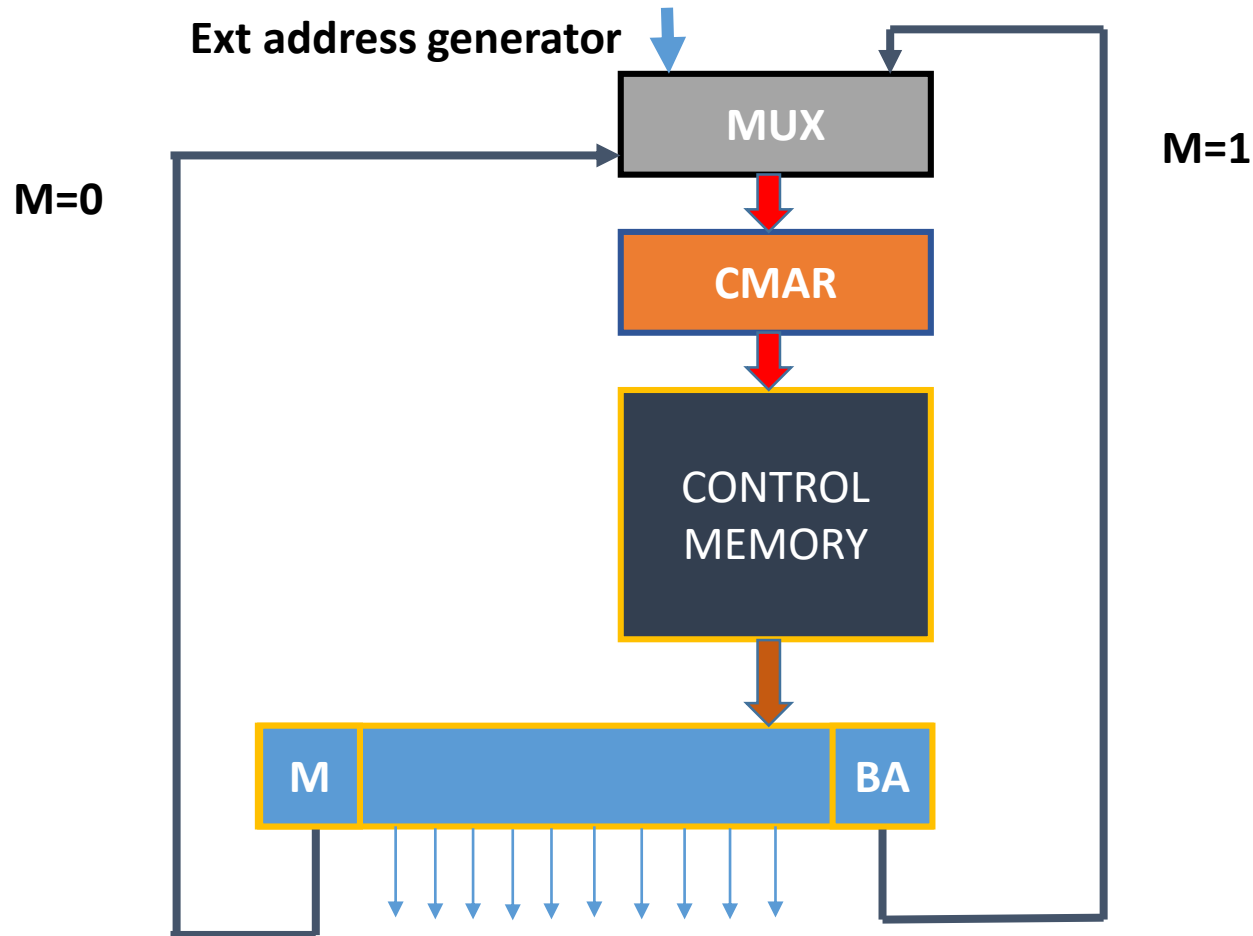 Ext address generator
MUX
M=1
M=0
CMAR
CONTROL
MEMORY
M
BA